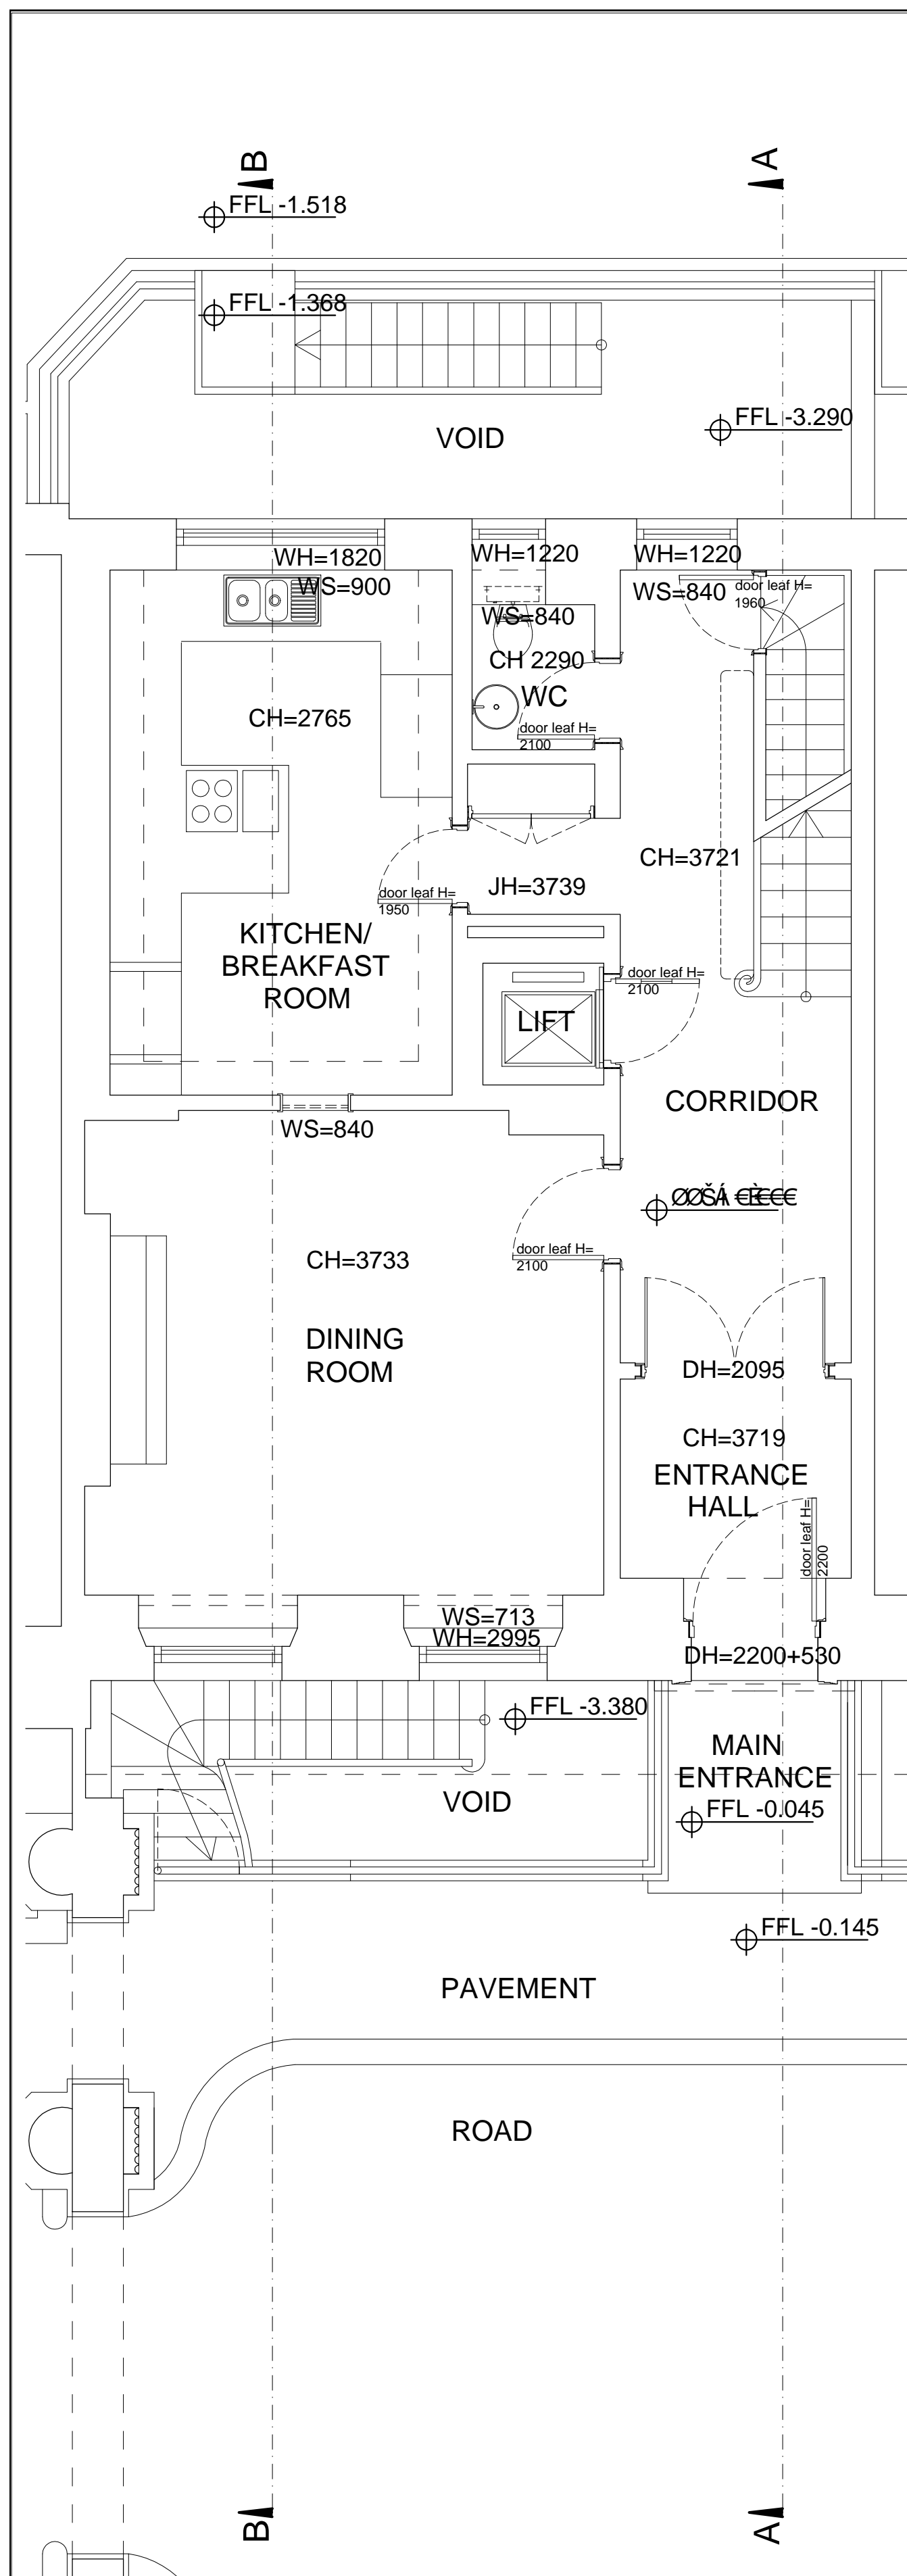 B
A
FFL -1.518
FFL -1.368
FFL -3.290
VOID
WH=1820
WS=900
WH=1220
WS=840
WH=1220
WS=840
door leaf H=
1960
CH 2290
WC
door leaf H=
2100
CH=2765
CH=3721
JH=3739
door leaf H=
1950
KITCHEN/
BREAKFAST
ROOM
door leaf H=
2100
LIFT
CORRIDOR
WS=840
CH=3733
door leaf H=
2100
DINING
ROOM
DH=2095
CH=3719
ENTRANCE
HALL
door leaf H=
2200
WS=713
WH=2995
DH=2200+530
FFL -3.380
MAIN
ENTRANCE
VOID
FFL -0.045
FFL -0.145
PAVEMENT
ROAD
B
A